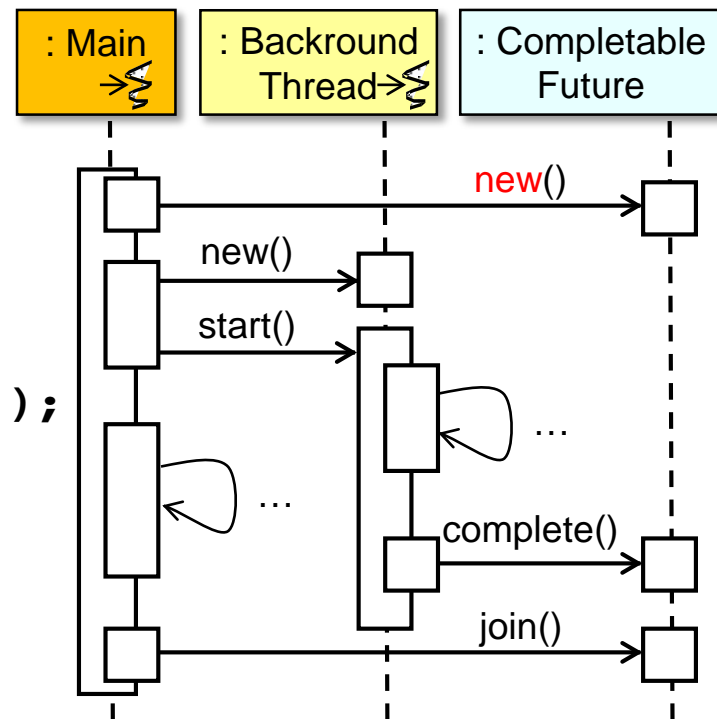 : Main
: Backround
Thread
: Completable
Future
new()
new()
start()
);
...
...
complete()
join()